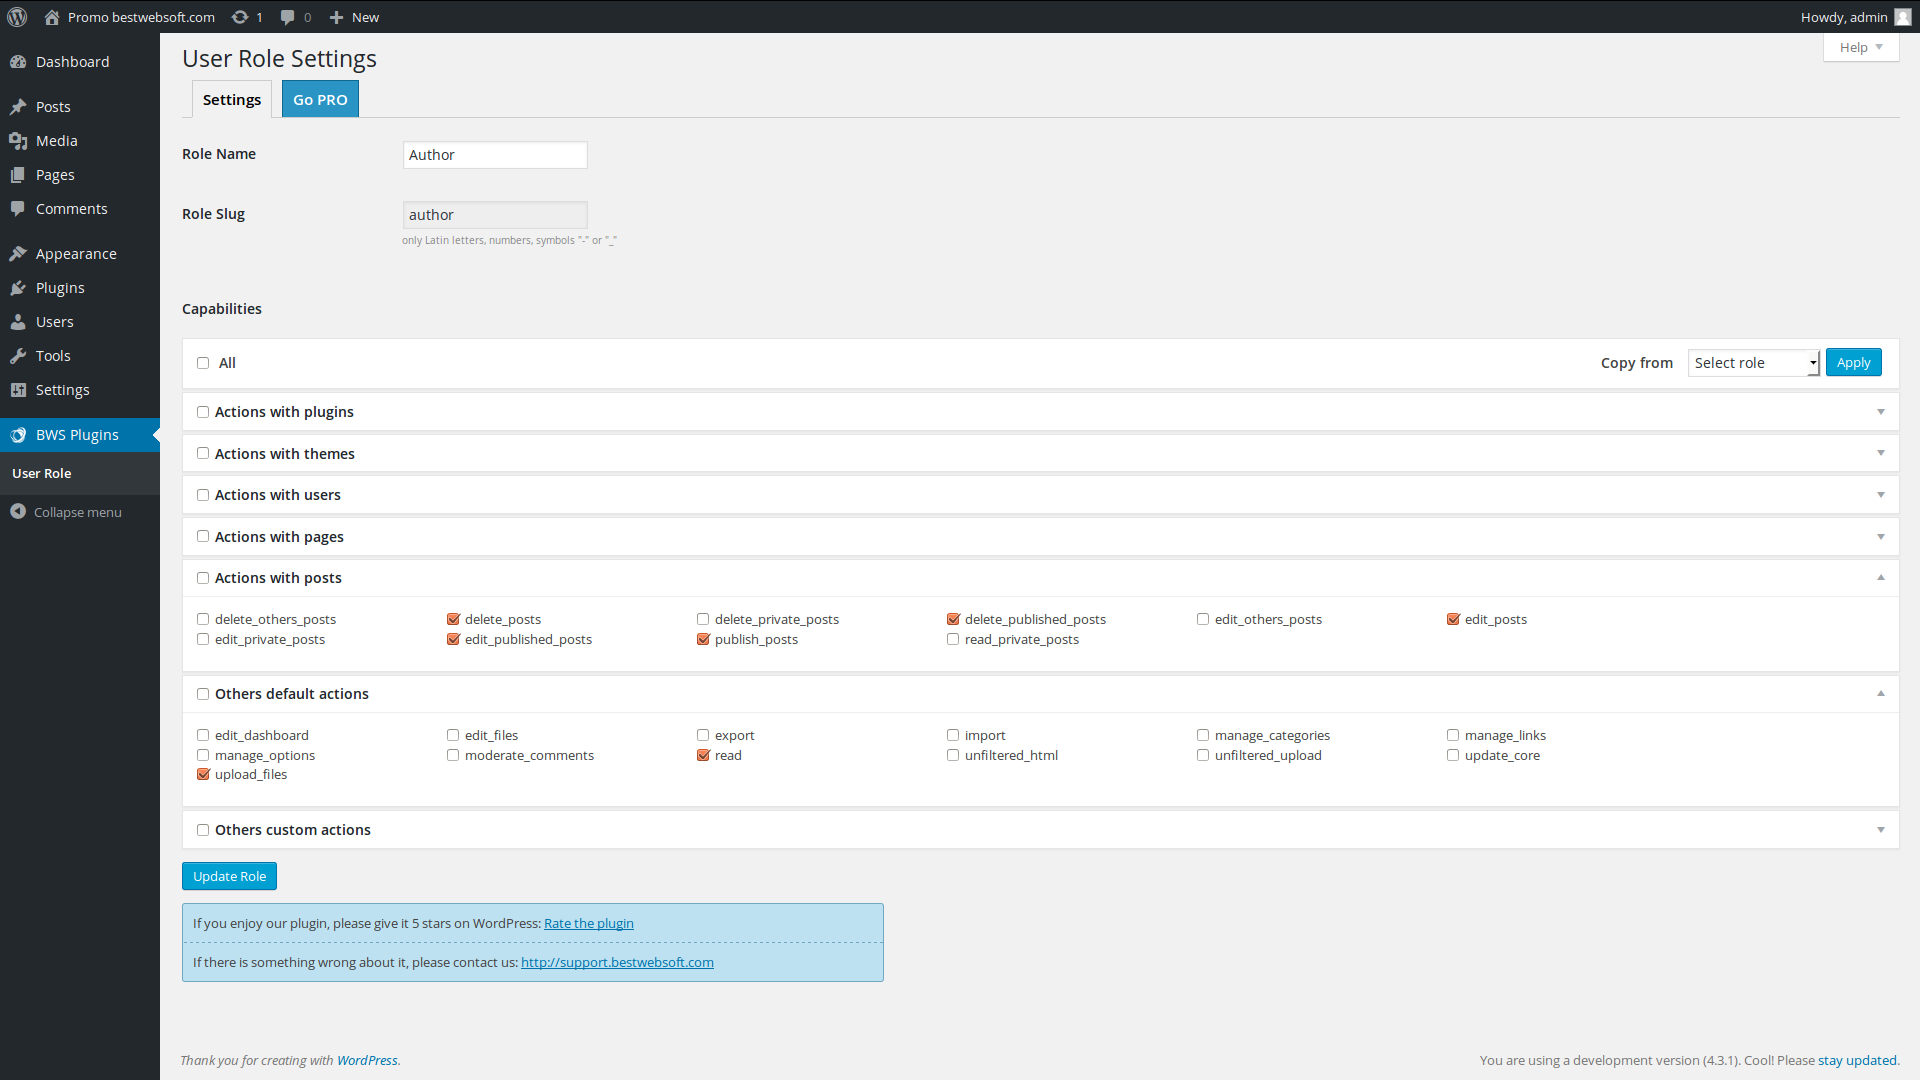 Promo bestwebsoft.com 1 0 New Howdy, admin
Help
Dashboard
Posts
Media
Pages
Comments
Appearance
Plugins
Users
Tools
Settings
BWS Plugins
User Role
Collapse menu
User Role Settings
Settings Go PRO
Role Name Author
Role Slug author
only Latin letters, numbers, symbols "-" or "_"
Capabilities
All Copy from Select role Apply
Actions with plugins
Actions with themes
Actions with users
Actions with pages
Actions with posts
delete_others_posts delete_posts delete_private_posts delete_published_posts edit_others_posts edit_posts
edit_private_posts edit_published_posts publish_posts read_private_posts
Others default actions
edit_dashboard edit_files export import manage_categories manage_links
manage_options moderate_comments read unfiltered_html unfiltered_upload update_core
upload_files
Others custom actions
Update Role
If you enjoy our plugin, please give it 5 stars on WordPress: Rate the plugin
If there is something wrong about it, please contact us: http://support.bestwebsoft.com
Thank you for creating with WordPress. You are using a development version (4.3.1). Cool! Please stay updated.